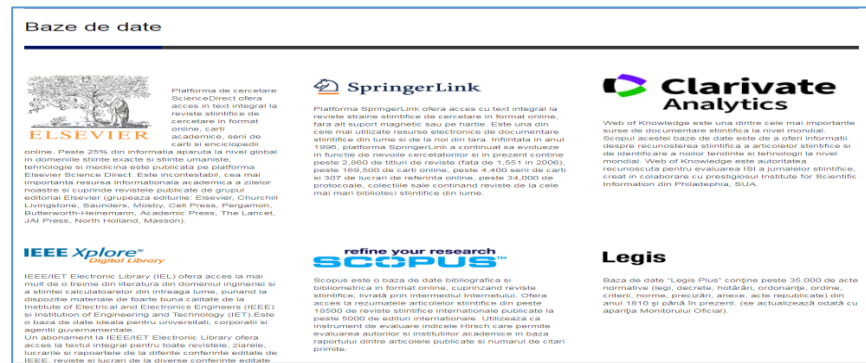 Baze de date
Platforma de cercetare
ScienceDirect ofera
acces in text integral la
reviste stiintifice de
cercetare in format
online, carti
academice, serii de
carti si enciclopedii
ELSEVIER
online. Peste 25% din informatia aparuta la nivel global
in domeniile stiinte exacte si stiinte umaniste,
tehnologie si medicina este publicata pe platforma
Elsevier Science Direct. Este incontestabil, cea mai
importanta resursa informationala academica a zilelor
noastre si cuprinde revistele publicate de grupul
editorial Elsevier (grupeaza editurile: Elsevier, Churchill
Livingstone, Saunders, Mosby, Cell Press, Pergamon,
Butterworth-Heinemann, Academic Press, The Lancet,
JAI Press, North Holland, Masson).
SpringerLink
Platforma SpringerLink ofera acces cu text integral la
reviste straine stiintifice de cercetare in format online,
fara alt suport magnetic sau pe hartie. Este una din
cele mai utilizate resurse electronice de documentare
stiintifice din lume si de la noi din tara. Infiintata in anul
1996, platforma SpringerLink a continuat sa evolueze
in functie de nevoile cercetatorilor si in prezent contine
peste 2,660 de titluri de reviste (fata de 1,551 in 2006),
peste 169,500 de carti online, peste 4,400 serii de carti
si 307 de lucrari de referinta online, peste 34,000 de
protocoale, colectiile sale continand reviste de la cele
mai mari biblioteci stiintifice din lume.
Clarivate
Analytics
Web of Knowledge este una dintre cele mai importante
surse de documentare stiintifica la nivel mondial.
Scopul acestei baze de date este de a oferi informatii
despre recunosterea stiintifica a articolelor stiintifice si
de identificare a noilor tendinte si tehnologii la nivel
mondial. Web of Knowledge este autoritatea
recunoscuta pentru evaluarea ISI a jurnalelor stiintifice,
creat in colaborare cu prestigiosul Institute for Scientific
Information din Philadephia, SUA.
IEEE Xplore®
Digital Library
IEEE/IET Electronic Library (IEL) ofera acces la mai
mult de o treime din literatura din domeniul ingineriei si
a stiintei calculatoarelor din intreaga lume, punand la
dispozitie materiale de foarte buna calitate de la
Institute of Electrical and Electronics Engineers (IEEE)
si Institution of Engineering and Technology (IET).Este
o baza de date ideala pentru universitati, corporatii si
agentii guvernamentale.
Un abonament la IEEE/IET Electronic Library ofera
acces la textul integral pentru toate revistele, ziarele,
lucrarile si rapoartele de la diferite conferinte editate de
IEEE, reviste si lucrari de la diverse conferinte editate
refine your research
SCOPUS™
Scopus este o baza de date bibliografica si
bibliometrica in format online, cuprinzand reviste
stiintifice, livrată prin intermediul Internetului. Ofera
acces la rezumatele articolelor stiintifice din peste
18500 de reviste stiintifice internationale publicate la
peste 5000 de edituri internationale. Utilizeaza ca
instrument de evaluare indicele Hirsch care permite
evaluarea autorilor si institutiilor academice in baza
raportului dintre articolele publicate si numarul de citari
primite.
Legis
Baza de date "Legis Plus" conţine peste 35.000 de acte
normative (legi, decrete, hotărâri, ordonanţe, ordine,
criterii, norme, precizări, anexe, acte republicate) din
anul 1810 şi până în prezent. (se actualizează odată cu
apariţia Monitorului Oficial).